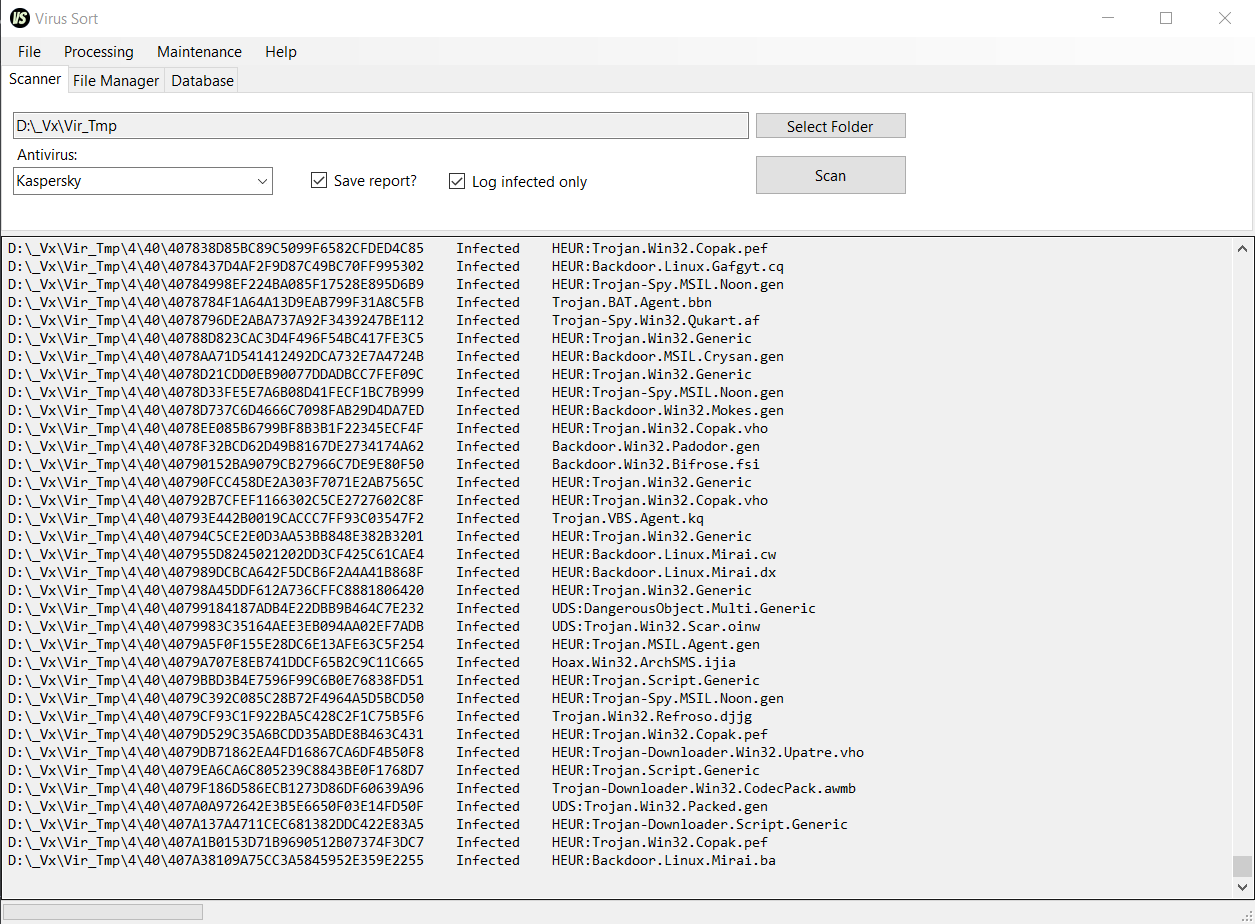 VS Virus Sort
File Processing Maintenance Help
Scanner File Manager Database
D:\_Vx\Vir_Tmp Select Folder
Antivirus:
Kaspersky Save report? Log infected only Scan
D:\_Vx\Vir_Tmp\4\40\407838D85BC89C5099F6582CFDED4C85 Infected HEUR:Trojan.Win32.Copak.pef
D:\_Vx\Vir_Tmp\4\40\4078437D4AF2F9D87C49BC70FF995302 Infected HEUR:Backdoor.Linux.Gafgyt.cq
D:\_Vx\Vir_Tmp\4\40\40784998EF224BA085F17528E895D6B9 Infected HEUR:Trojan-Spy.MSIL.Noon.gen
D:\_Vx\Vir_Tmp\4\40\4078784F1A64A13D9EAB799F31A8C5FB Infected Trojan.BAT.Agent.bbn
D:\_Vx\Vir_Tmp\4\40\4078796DE2ABA737A92F3439247BE112 Infected Trojan-Spy.Win32.Qukart.af
D:\_Vx\Vir_Tmp\4\40\40788D823CAC3D4F496F54BC417FE3C5 Infected HEUR:Trojan.Win32.Generic
D:\_Vx\Vir_Tmp\4\40\4078AA71D541412492DCA732E7A4724B Infected HEUR:Backdoor.MSIL.Crysan.gen
D:\_Vx\Vir_Tmp\4\40\4078D21CDD0EB90077DDADBCC7FEF09C Infected HEUR:Trojan.Win32.Generic
D:\_Vx\Vir_Tmp\4\40\4078D33FE5E7A6B08D41FECF1BC7B999 Infected HEUR:Trojan-Spy.MSIL.Noon.gen
D:\_Vx\Vir_Tmp\4\40\4078D737C6D4666C7098FAB29D4DA7ED Infected HEUR:Backdoor.Win32.Mokes.gen
D:\_Vx\Vir_Tmp\4\40\4078EE085B6799BF8B3B1F22345ECF4F Infected HEUR:Trojan.Win32.Copak.vho
D:\_Vx\Vir_Tmp\4\40\4078F32BCD62D49B8167DE2734174A62 Infected Backdoor.Win32.Padodor.gen
D:\_Vx\Vir_Tmp\4\40\40790152BA9079CB27966C7DE9E80F50 Infected Backdoor.Win32.Bifrose.fsi
D:\_Vx\Vir_Tmp\4\40\40790FCC458DE2A303F7071E2AB7565C Infected HEUR:Trojan.Win32.Generic
D:\_Vx\Vir_Tmp\4\40\40792B7CFEF1166302C5CE2727602C8F Infected HEUR:Trojan.Win32.Copak.vho
D:\_Vx\Vir_Tmp\4\40\40793E442B0019CACCC7FF93C03547F2 Infected Trojan.VBS.Agent.kq
D:\_Vx\Vir_Tmp\4\40\40794C5CE2E0D3AA53BB848E382B3201 Infected HEUR:Trojan.Win32.Generic
D:\_Vx\Vir_Tmp\4\40\407955D8245021202DD3CF425C61CAE4 Infected HEUR:Backdoor.Linux.Mirai.cw
D:\_Vx\Vir_Tmp\4\40\407989DCBCA642F5DCB6F2A4A41B868F Infected HEUR:Backdoor.Linux.Mirai.dx
D:\_Vx\Vir_Tmp\4\40\40798A45DDF612A736CFFC8881806420 Infected HEUR:Trojan.Win32.Generic
D:\_Vx\Vir_Tmp\4\40\40799184187ADB4E22DBB9B464C7E232 Infected UDS:DangerousObject.Multi.Generic
D:\_Vx\Vir_Tmp\4\40\4079983C35164AEE3EB094AA02EF7ADB Infected UDS:Trojan.Win32.Scar.oinw
D:\_Vx\Vir_Tmp\4\40\4079A5F0F155E28DC6E13AFE63C5F254 Infected HEUR:Trojan.MSIL.Agent.gen
D:\_Vx\Vir_Tmp\4\40\4079A707E8EB741DDCF65B2C9C11C665 Infected Hoax.Win32.ArchSMS.ijia
D:\_Vx\Vir_Tmp\4\40\4079BBD3B4E7596F99C6B0E76838FD51 Infected HEUR:Trojan.Script.Generic
D:\_Vx\Vir_Tmp\4\40\4079C392C085C28B72F4964A5D5BCD50 Infected HEUR:Trojan-Spy.MSIL.Noon.gen
D:\_Vx\Vir_Tmp\4\40\4079CF93C1F922BA5C428C2F1C75B5F6 Infected Trojan.Win32.Refroso.djjg
D:\_Vx\Vir_Tmp\4\40\4079D529C35A6BCDD35ABDE8B463C431 Infected HEUR:Trojan.Win32.Copak.pef
D:\_Vx\Vir_Tmp\4\40\4079DB71862EA4FD16867CA6DF4B50F8 Infected HEUR:Trojan-Downloader.Win32.Upatre.vho
D:\_Vx\Vir_Tmp\4\40\4079EA6CA6C805239C8843BE0F1768D7 Infected HEUR:Trojan.Script.Generic
D:\_Vx\Vir_Tmp\4\40\4079F186D586ECB1273D86DF60639A96 Infected Trojan-Downloader.Win32.CodecPack.awmb
D:\_Vx\Vir_Tmp\4\40\407A0A972642E3B5E6650F03E14FD50F Infected UDS:Trojan.Win32.Packed.gen
D:\_Vx\Vir_Tmp\4\40\407A137A4711CEC681382DDC422E83A5 Infected HEUR:Trojan-Downloader.Script.Generic
D:\_Vx\Vir_Tmp\4\40\407A1B0153D71B9690512B07374F3DC7 Infected HEUR:Trojan.Win32.Copak.pef
D:\_Vx\Vir_Tmp\4\40\407A38109A75CC3A5845952E359E2255 Infected HEUR:Backdoor.Linux.Mirai.ba